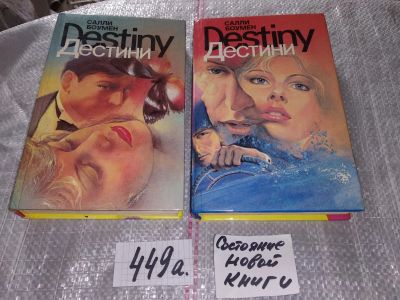 САЛЛИ
БОУМЕН
Destiny
Дестини
САЛЛИ
БОУМЕН
Destiny
Дестини
449а.
Состояние
новой
книги